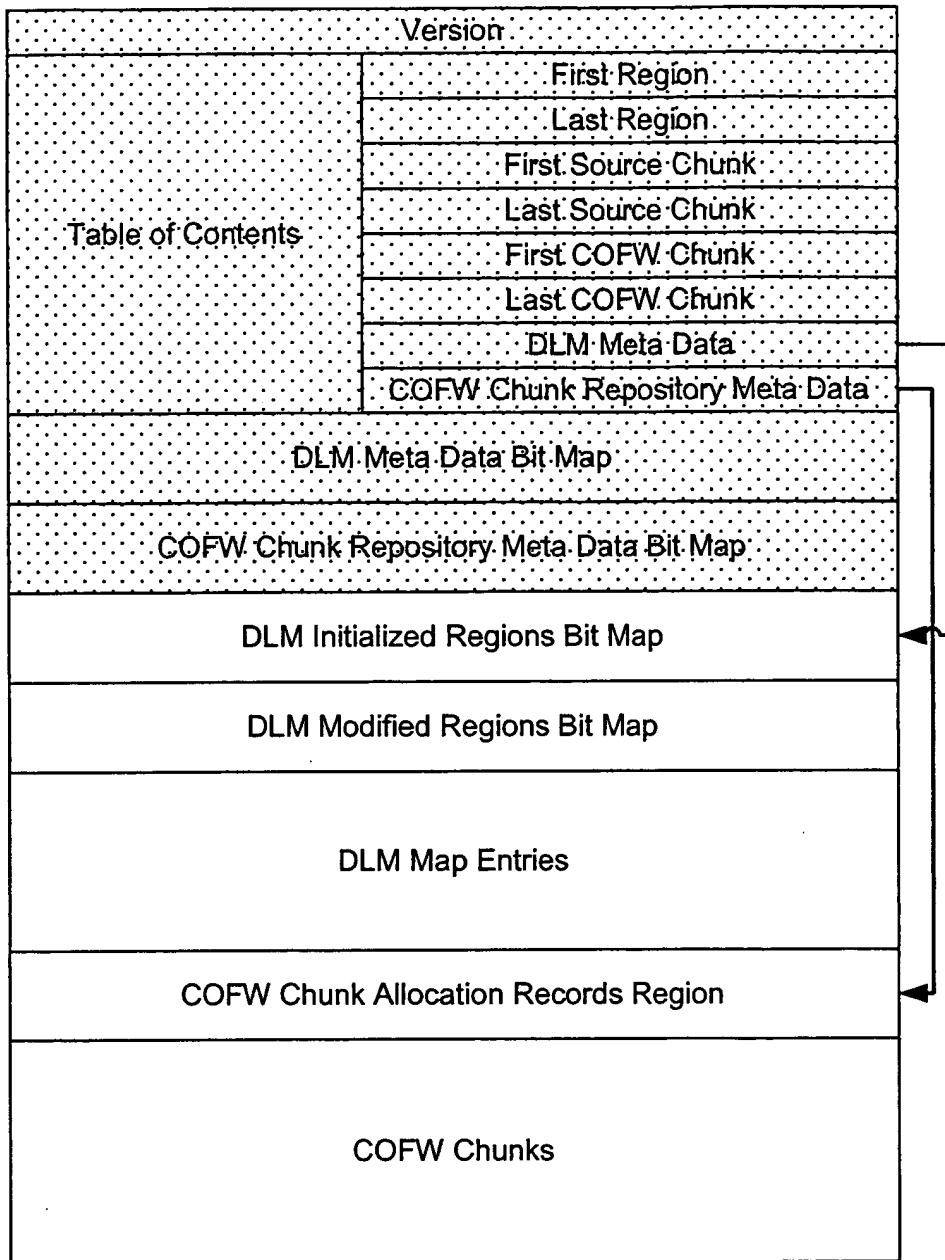 Version
First Region
Last Region
First Source Chunk
Last Source Chunk
Table of Contents
First COFW Chunk
Last COFW Chunk
DLM Meta Data
COFW Chunk Repository Meta Data
DLM Meta Data Bit Map
COFW Chunk Repository Meta Data Bit Map
DLM Initialized Regions Bit Map
DLM Modified Regions Bit Map
DLM Map Entries
COFW Chunk Allocation Records Region
COFW Chunks